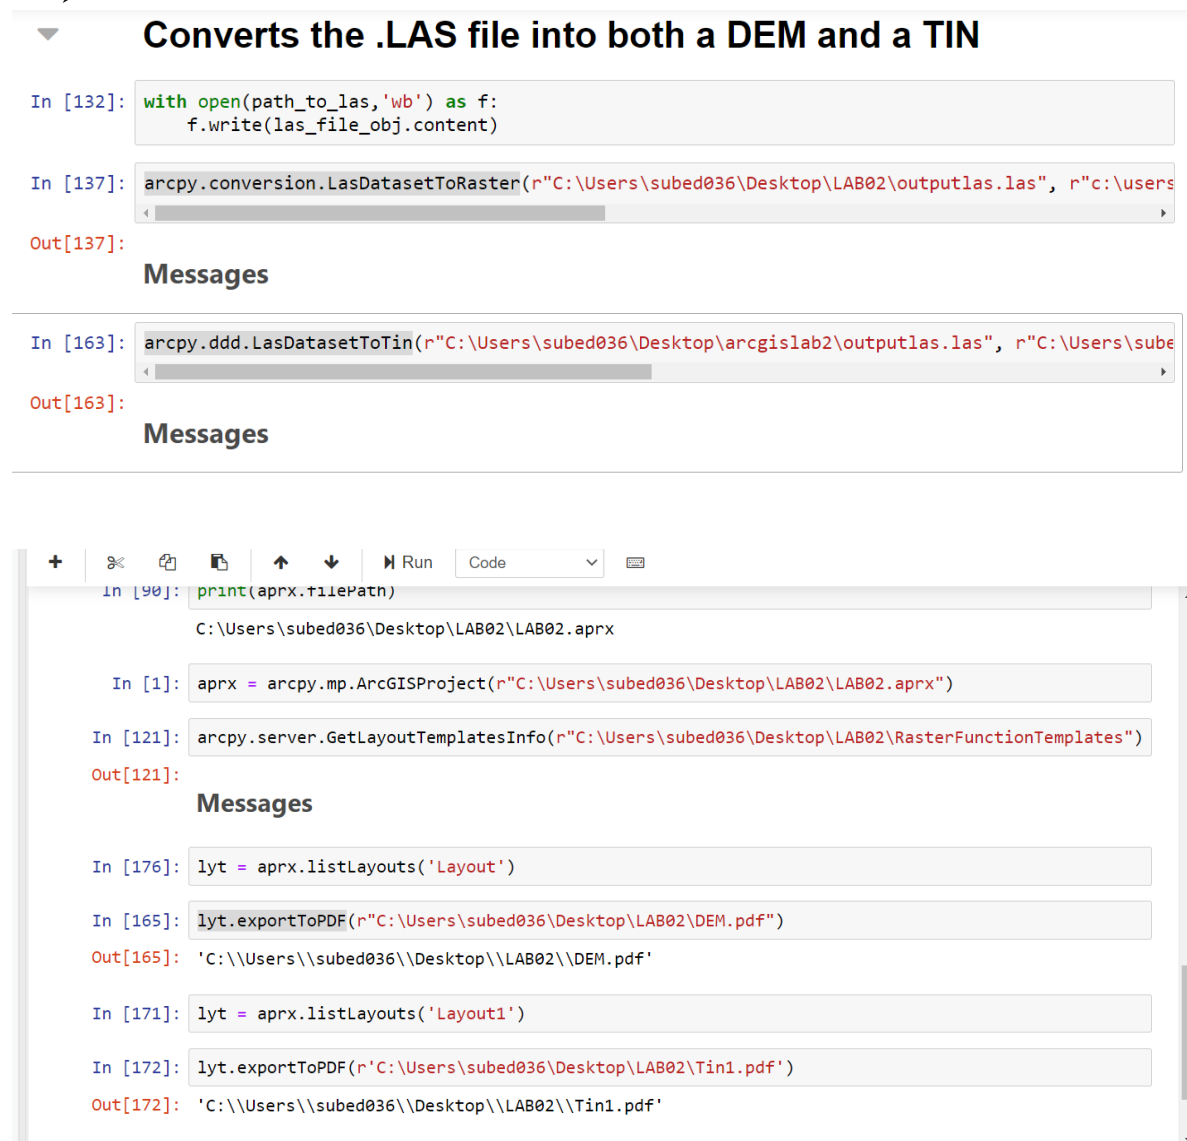 Converts the .LAS file into both a DEM and a TIN
In [132]: with open(path_to_las,'wb') as f:
f.write(las_file_obj.content)
In [137]: arcpy.conversion.LasDatasetToRaster(r"C:\Users\subed036\Desktop\LAB02\outputlas.las", r"c:\users
Out[137]:
Messages
In [163]: arcpy.ddd.LasDatasetToTin(r"C:\Users\subed036\Desktop\arcgislab2\outputlas.las", r"C:\Users\sube
Out[163]:
Messages
Run Code
In [90]: print(aprx.filePath)
C:\Users\subed036\Desktop\LAB02\LAB02.aprx
In [1]: aprx = arcpy.mp.ArcGISProject(r"C:\Users\subed036\Desktop\LAB02\LAB02.aprx")
In [121]: arcpy.server.GetLayoutTemplatesInfo(r"C:\Users\subed036\Desktop\LAB02\RasterFunctionTemplates")
Out[121]:
Messages
In [176]: lyt = aprx.listLayouts('Layout')
In [165]: lyt.exportToPDF(r"C:\Users\subed036\Desktop\LAB02\DEM.pdf")
Out[165]: 'C:\\Users\\subed036\\Desktop\\LAB02\\DEM.pdf'
In [171]: lyt = aprx.listLayouts('Layout1')
In [172]: lyt.exportToPDF(r'C:\Users\subed036\Desktop\LAB02\Tin1.pdf')
Out[172]: 'C:\\Users\\subed036\\Desktop\\LAB02\\Tin1.pdf'